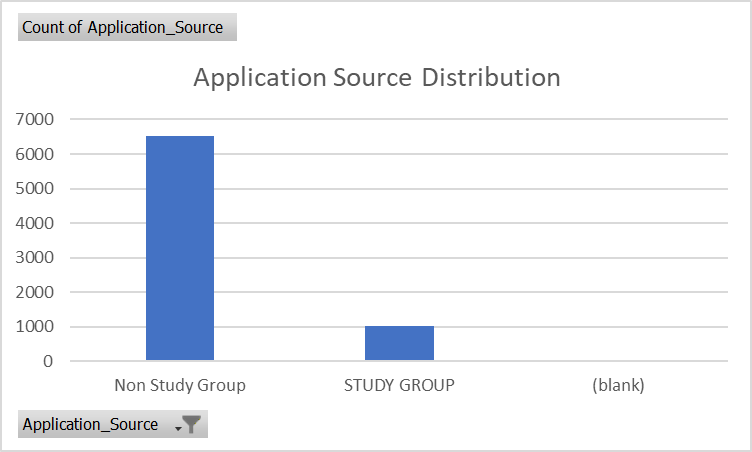 Count of Application_Source
Application Source Distribution
7000
6000
5000
4000
3000
2000
1000
0
Non Study Group STUDY GROUP (blank)
Application_Source